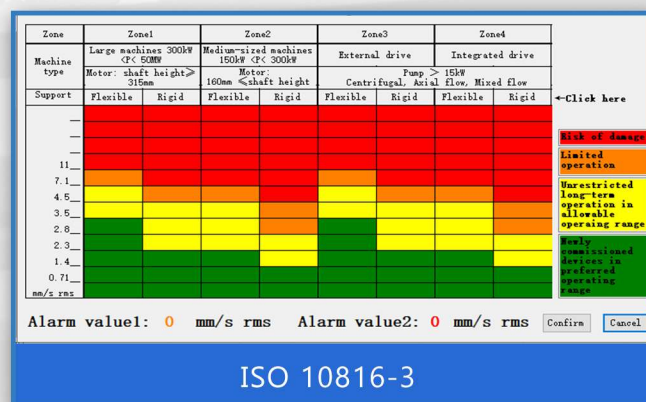 Zone Zone1 Zone2 Zone3 Zone4
Machine type
Large machines 300kW <P< 50MW
Medium-sized machines 150kW <P< 300kW
External drive
Integrated drive
Motor: shaft height≥ 315mm
Motor: 160mm ≤shaft height
Pump > 15kW
Centrifugal, Axial flow, Mixed flow
Support Flexible Rigid Flexible Rigid Flexible Rigid Flexible Rigid ←Click here
11
7.1
4.5
3.5
2.8
2.3
1.4
0.71
mm/s rms
Risk of damage
Limited
operation
Unrestricted
long-term
operation in
allowable
operaing range
Newly
commissioned
devices in
preferred
operating
range
Alarm value1: 0 mm/s rms Alarm value2: 0 mm/s rms Confirm Cancel
ISO 10816-3